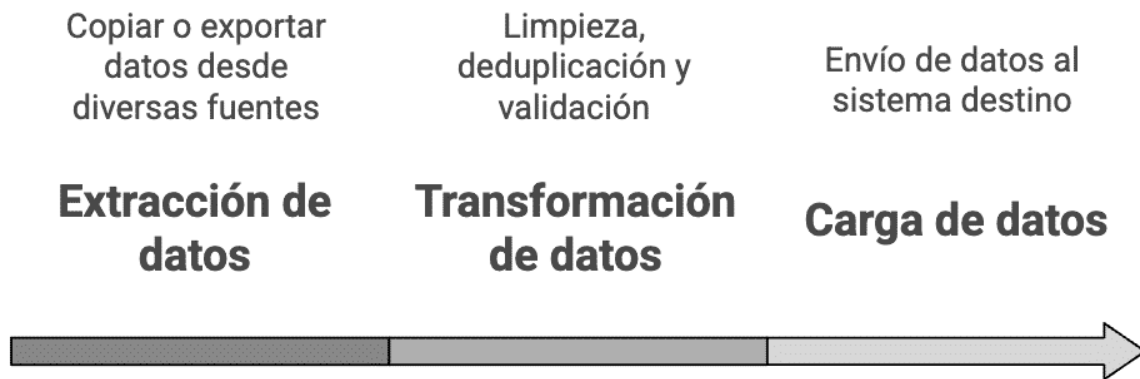 Copiar o exportar
datos desde
diversas fuentes
Extracción de
datos
Limpieza,
deduplicación y
validación
Transformación
de datos
Envío de datos al
sistema destino
Carga de datos